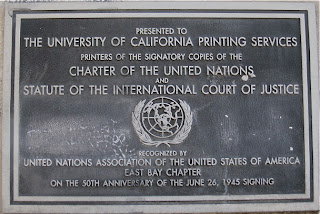 PRESENTED TO
THE UNIVERSITY OF CALIFORNIA PRINTING SERVICES
PRINTERS OF THE SIGNATORY COPIES OF THE
CHARTER OF THE UNITED NATIONS
AND
STATUTE OF THE INTERNATIONAL COURT OF JUSTICE
RECOGNIZED BY
UNITED NATIONS ASSOCIATION OF THE UNITED STATES OF AMERICA
EAST BAY CHAPTER
ON THE 50TH ANNIVERSARY OF THE JUNE 26, 1945 SIGNING